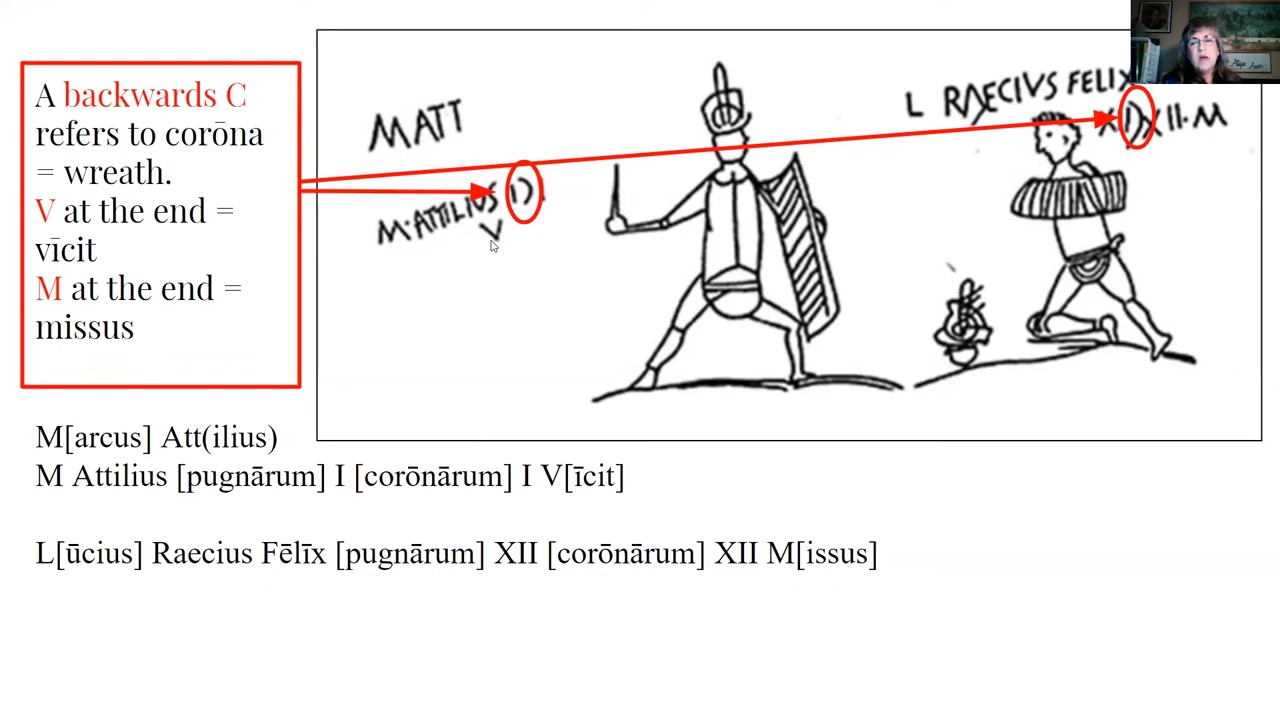 A backwards C
refers to corōna
= wreath.
V at the end =
vīcit
M at the end =
missus
MATT
M·ATTILIUS I Ɔ I
V
L RAECIUS FELIX
XII Ɔ XII·M
M[arcus] Att(ilius)
M Attilius [pugnārum] I [corōnārum] I V[īcit]
L[ūcius] Raecius Fēlīx [pugnārum] XII [corōnārum] XII M[issus]